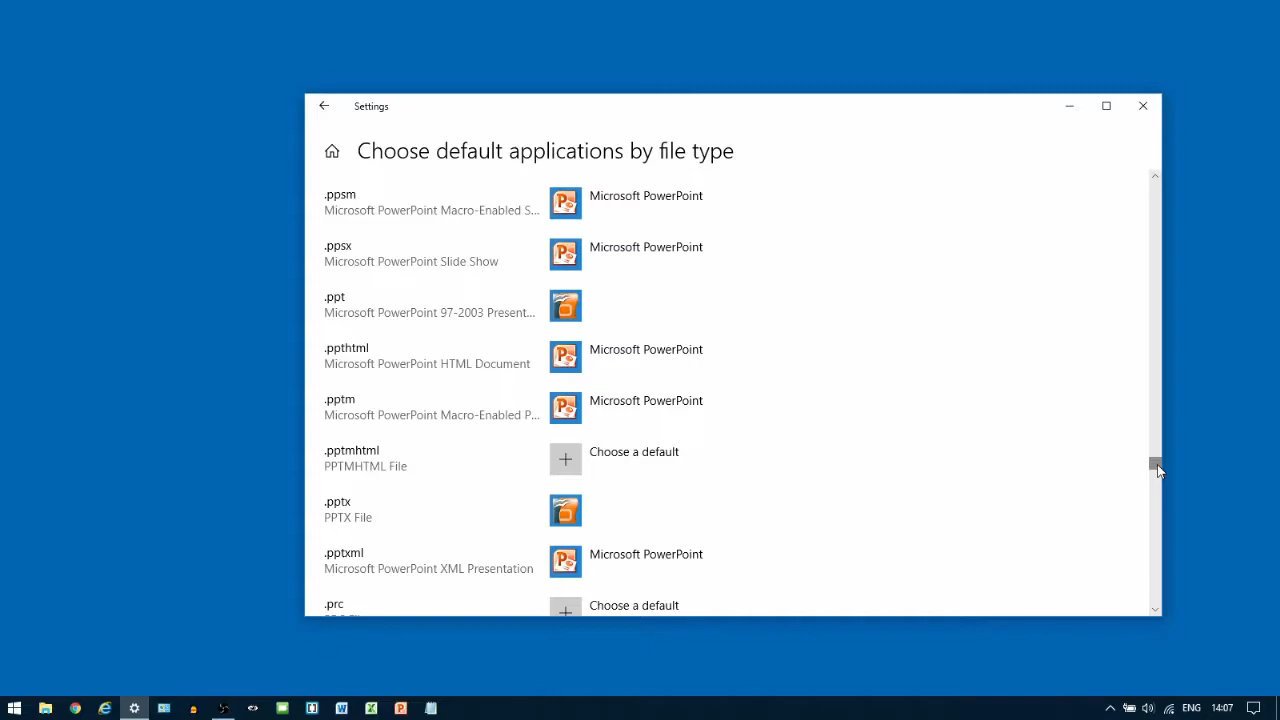 Settings
Choose default applications by file type
.ppsm
Microsoft PowerPoint Macro-Enabled S...
Microsoft PowerPoint
.ppsx
Microsoft PowerPoint Slide Show
Microsoft PowerPoint
.ppt
Microsoft PowerPoint 97-2003 Present...
.ppthtml
Microsoft PowerPoint HTML Document
Microsoft PowerPoint
.pptm
Microsoft PowerPoint Macro-Enabled P...
Microsoft PowerPoint
.pptmhtml
PPTMHTML File
Choose a default
.pptx
PPTX File
.pptxml
Microsoft PowerPoint XML Presentation
Microsoft PowerPoint
.prc
Choose a default
ENG
14:07